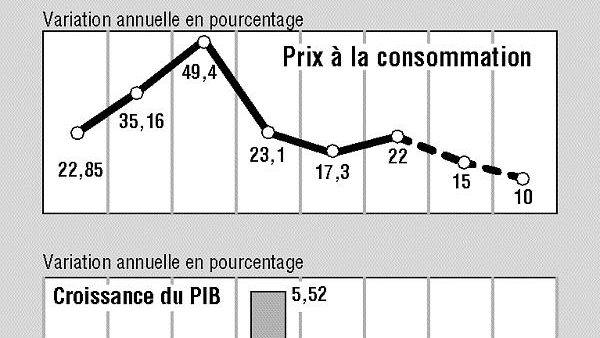 Variation annuelle en pourcentage
Prix à la consommation
49,4
35,16
22,85
23,1
17,3
22
15
10
Variation annuelle en pourcentage
Croissance du PIB
5,52